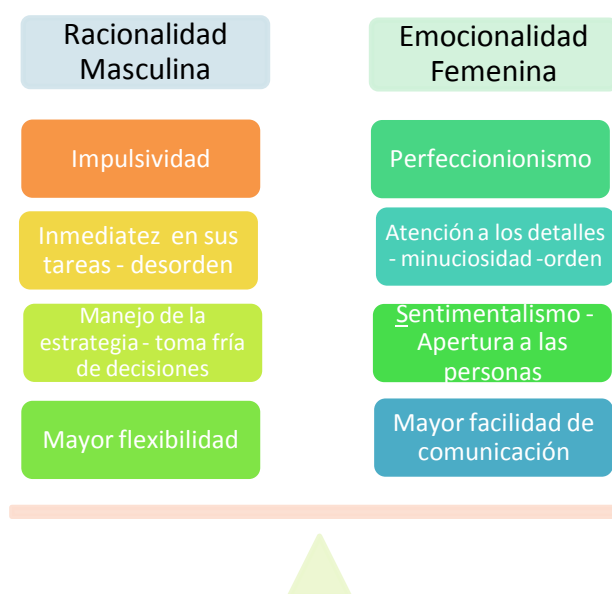 Racionalidad
Masculina
Impulsividad
Inmediatez en sus
tareas - desorden
Manejo de la
estrategia - toma fría
de decisiones
Mayor flexibilidad
Emocionalidad
Femenina
Perfeccionionismo
Atención a los detalles
- minuciosidad -orden
Sentimentalismo -
Apertura a las
personas
Mayor facilidad de
comunicación